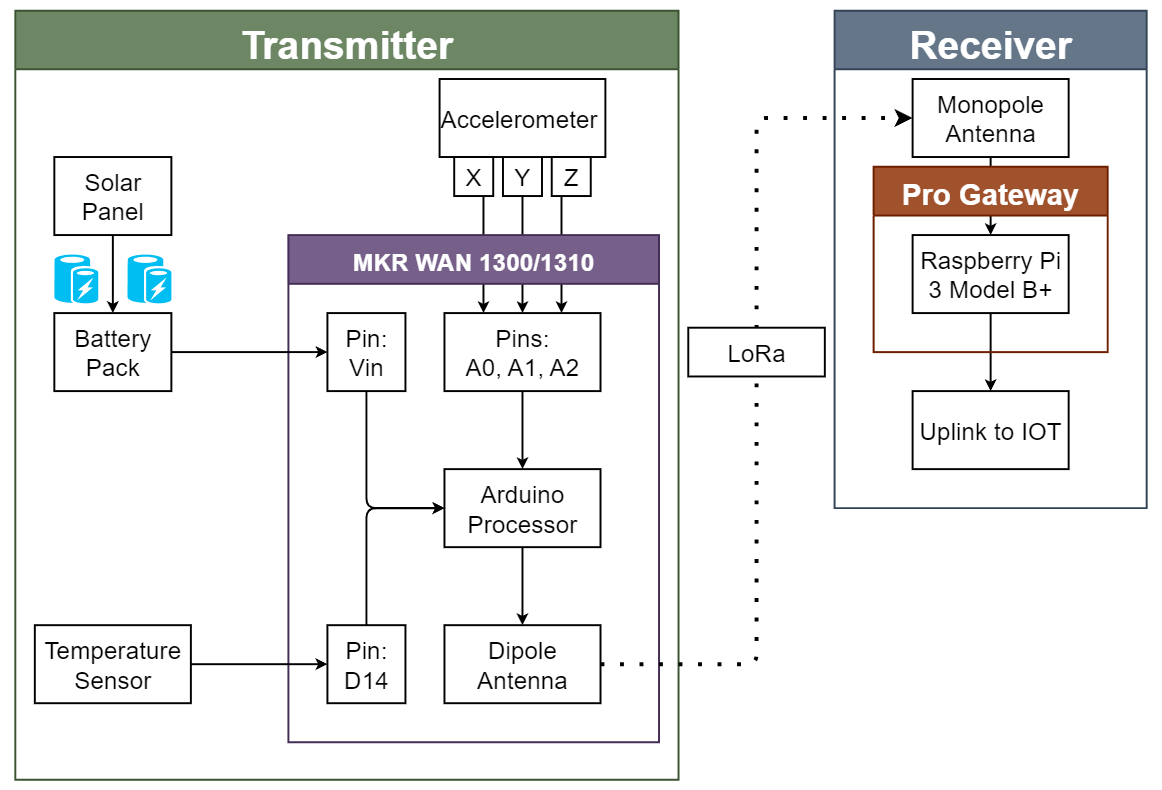 Transmitter
Accelerometer
X
Y
Z
Solar
Panel
MKR WAN 1300/1310
Battery
Pack
Pin:
Vin
Pins:
A0, A1, A2
Arduino
Processor
Temperature
Sensor
Pin:
D14
Dipole
Antenna
LoRa
Receiver
Monopole
Antenna
Pro Gateway
Raspberry Pi
3 Model B+
Uplink to IOT